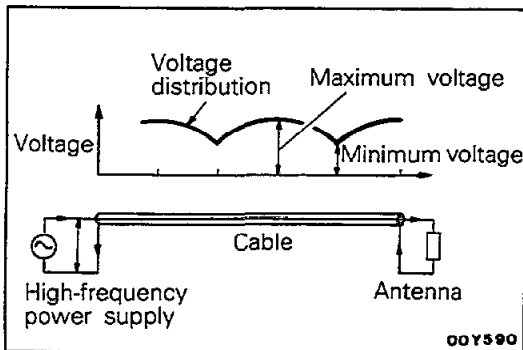 Voltage
distribution
Maximum voltage
Voltage
Minimum voltage
Cable
High-frequency
power supply
Antenna
00Y590